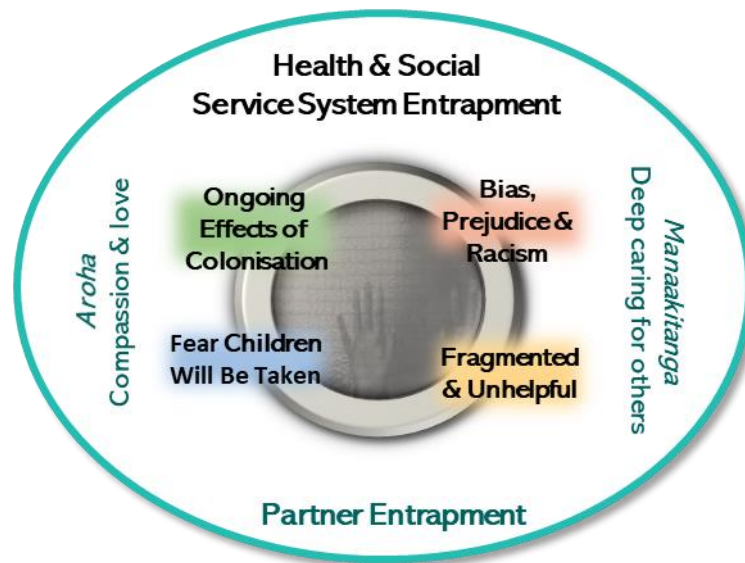 Health & Social
Service System Entrapment
Ongoing
Effects of
Colonisation
Bias,
Prejudice &
Racism
Aroha
Compassion & love
Manaakitanga
Deep caring for others
Fear Children
Will Be Taken
Fragmented
& Unhelpful
Partner Entrapment